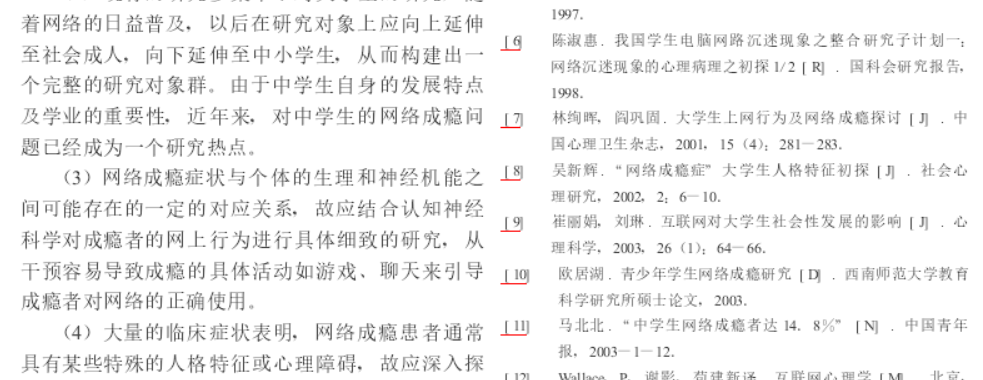 着网络的日益普及，以后在研究对象上应向上延伸
至社会成人，向下延伸至中小学生，从而构建出一
个完整的研究对象群。由于中学生自身的发展特点
及学业的重要性，近年来，对中学生的网络成瘾问
题已经成为一个研究热点。
（3）网络成瘾症状与个体的生理和神经机能之
间可能存在的一定的对应关系，故应结合认知神经
科学对成瘾者的网上行为进行具体细致的研究，从
干预容易导致成瘾的具体活动如游戏、聊天来引导
成瘾者对网络的正确使用。
（4）大量的临床症状表明，网络成瘾患者通常
具有某些特殊的人格特征或心理障碍，故应深入探
1997.
[6] 陈淑惠．我国学生电脑网路沉迷现象之整合研究子计划一：
网络沉迷现象的心理病理之初探 1/2 [R]．国科会研究报告，
1998.
[7] 林绚晖，阎巩固．大学生上网行为及网络成瘾探讨 [J]．中
国心理卫生杂志，2001，15（4）：281－283.
[8] 吴新辉．“网络成瘾症”大学生人格特征初探 [J]．社会心
理研究，2002，2：6－10.
[9] 崔丽娟，刘琳．互联网对大学生社会性发展的影响 [J]．心
理科学，2003，26（1）：64－66.
[10] 欧居湖．青少年学生网络成瘾研究 [D]．西南师范大学教育
科学研究所硕士论文，2003.
[11] 马北北．“中学生网络成瘾者达 14．8%” [N]．中国青年
报，2003－1－12.
[12] Wallace, P. 谢影，苟建新译．互联网心理学 [M]．北京，